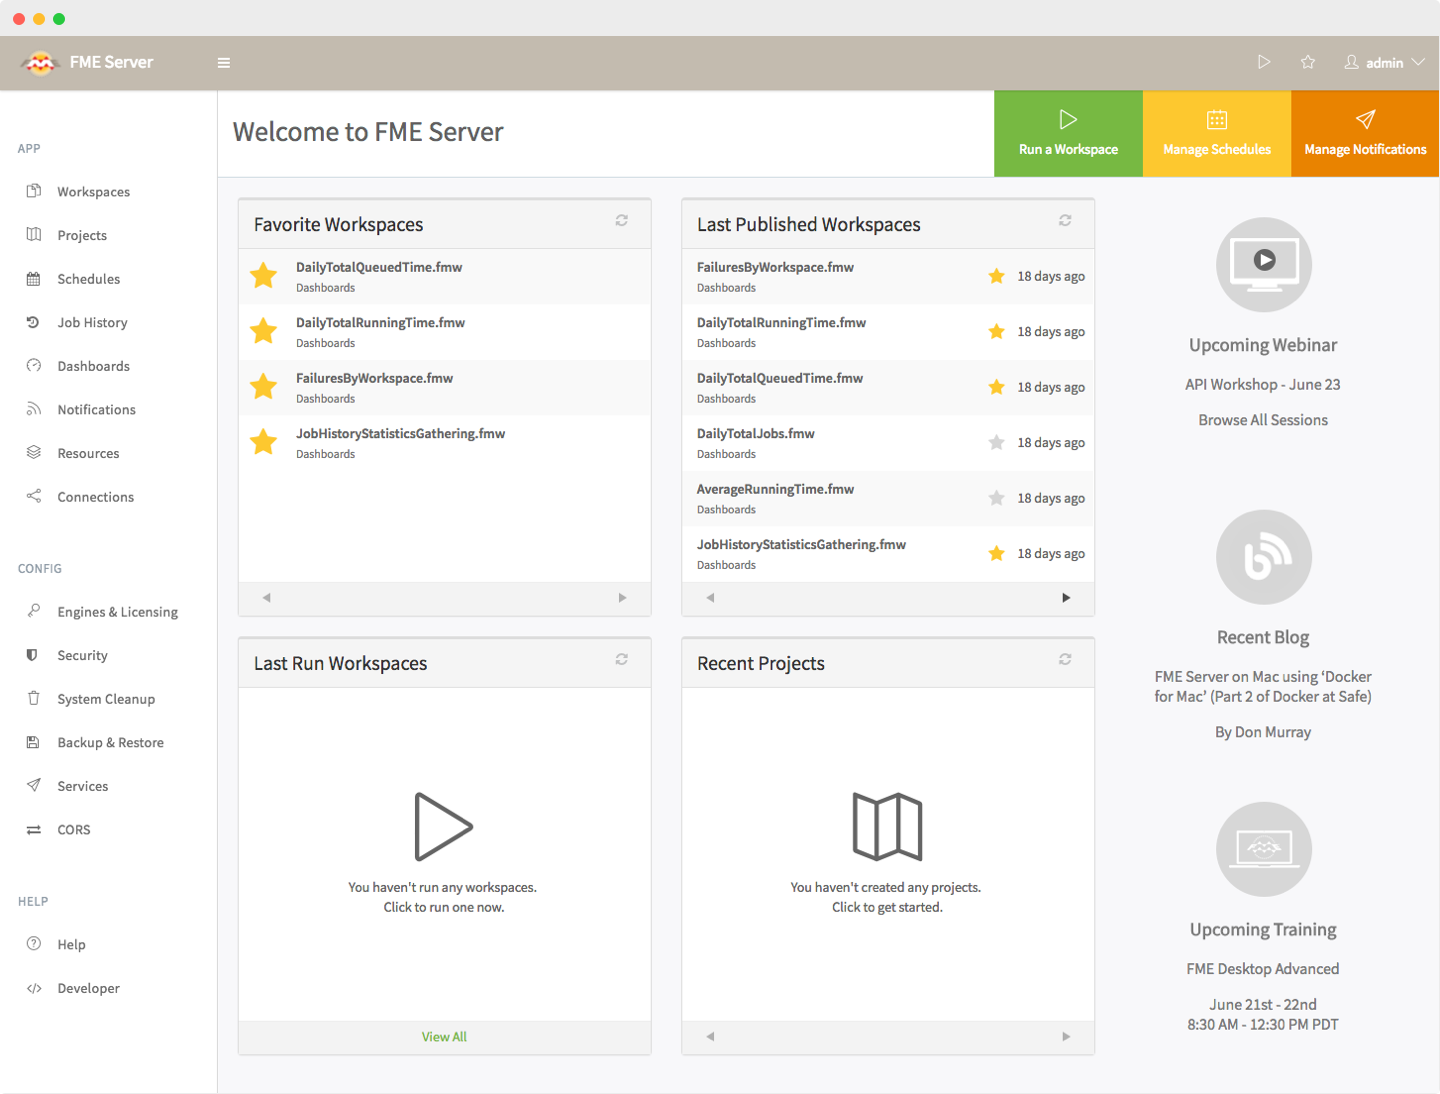 FME Server
admin
APP
Workspaces
Projects
Schedules
Job History
Dashboards
Notifications
Resources
Connections
CONFIG
Engines & Licensing
Security
System Cleanup
Backup & Restore
Services
CORS
HELP
Help
Developer
Welcome to FME Server
Run a Workspace
Manage Schedules
Manage Notifications
Favorite Workspaces
DailyTotalQueuedTime.fmw
Dashboards
DailyTotalRunningTime.fmw
Dashboards
FailuresByWorkspace.fmw
Dashboards
JobHistoryStatisticsGathering.fmw
Dashboards
Last Published Workspaces
FailuresByWorkspace.fmw
Dashboards
18 days ago
DailyTotalRunningTime.fmw
Dashboards
18 days ago
DailyTotalQueuedTime.fmw
Dashboards
18 days ago
DailyTotalJobs.fmw
Dashboards
18 days ago
AverageRunningTime.fmw
Dashboards
18 days ago
JobHistoryStatisticsGathering.fmw
Dashboards
18 days ago
Last Run Workspaces
You haven't run any workspaces.
Click to run one now.
View All
Recent Projects
You haven't created any projects.
Click to get started.
Upcoming Webinar
API Workshop - June 23
Browse All Sessions
Recent Blog
FME Server on Mac using ‘Docker
for Mac’ (Part 2 of Docker at Safe)
By Don Murray
Upcoming Training
FME Desktop Advanced
June 21st - 22nd
8:30 AM - 12:30 PM PDT